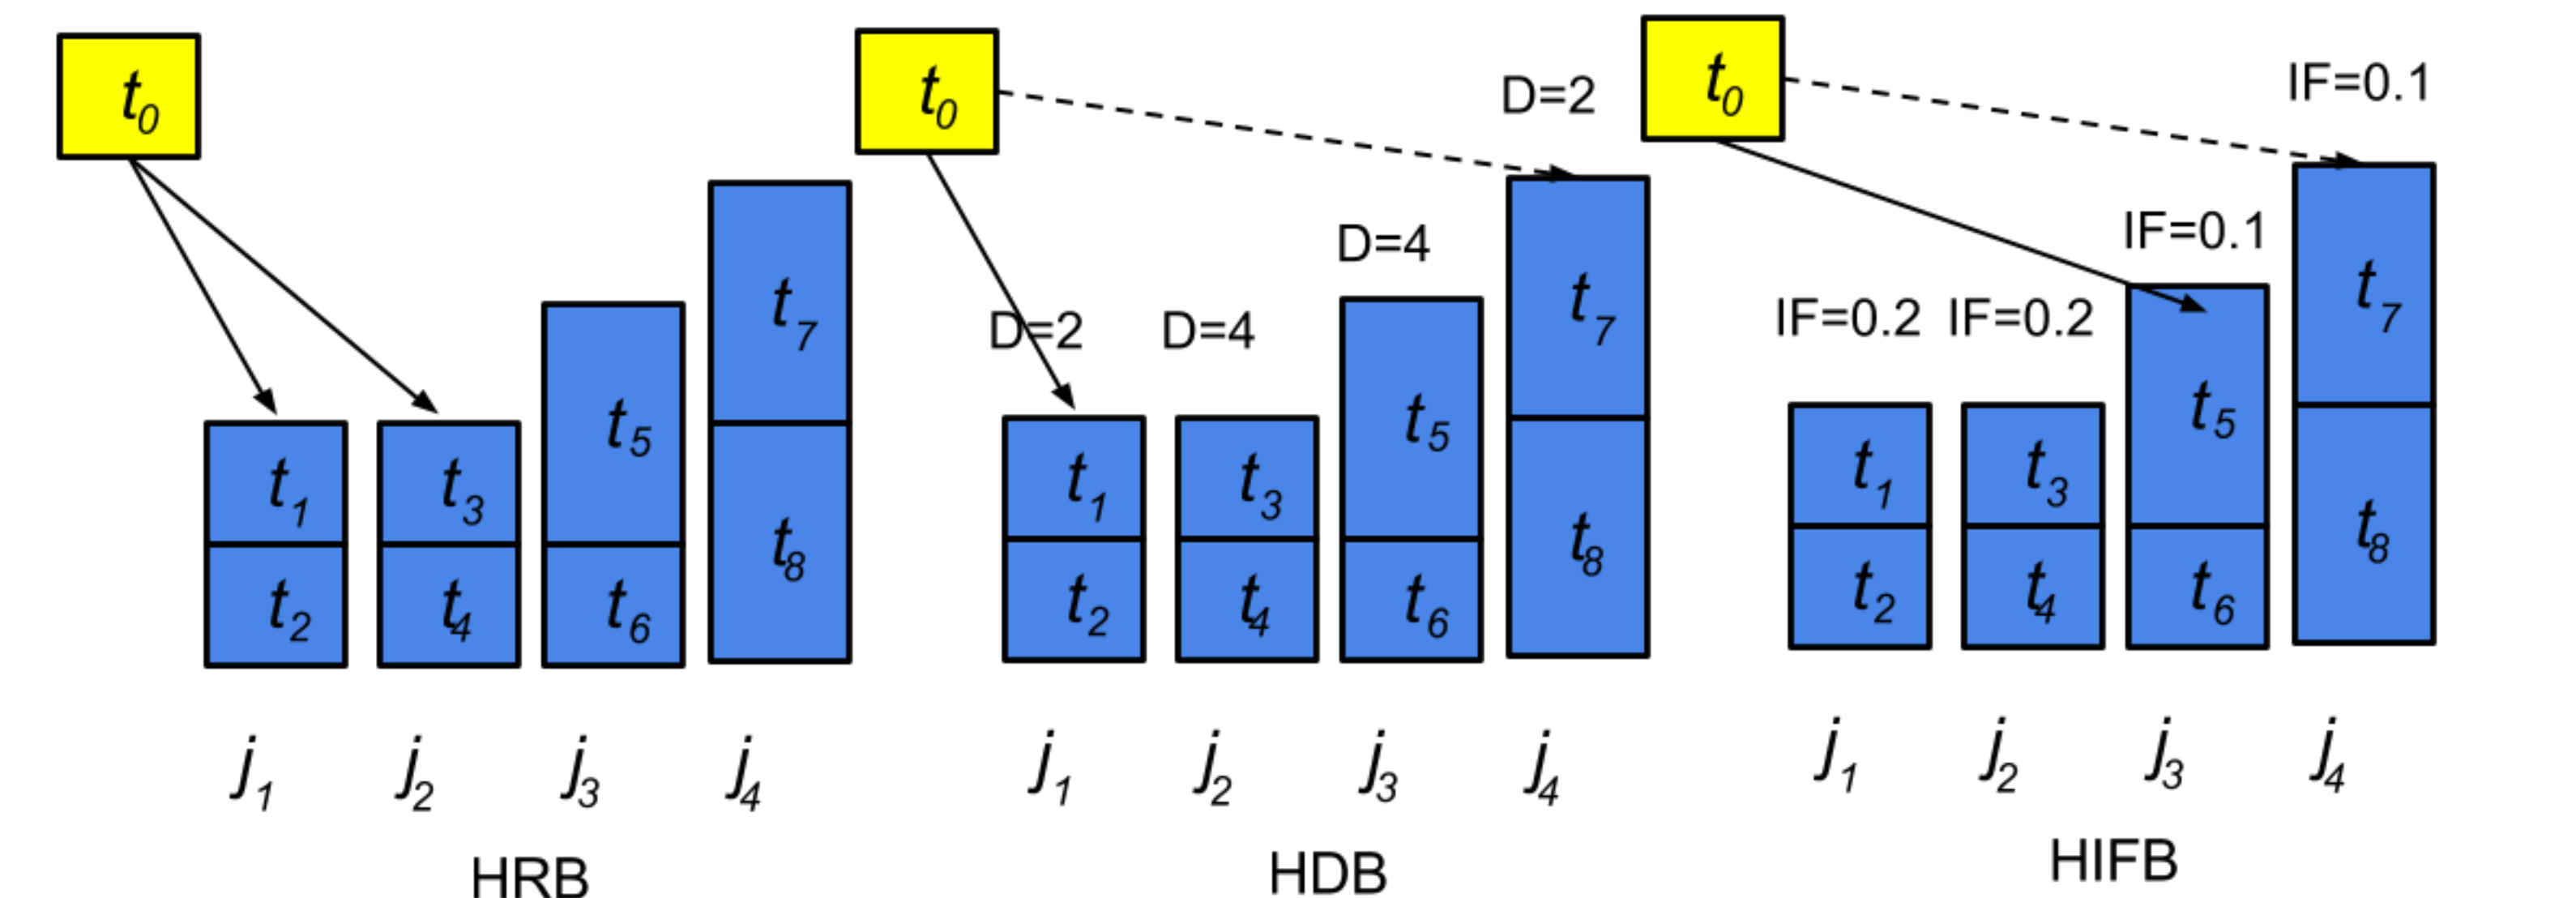 t0 t0 D=2 t0 IF=0.1
D=4 IF=0.1
D=2 D=4 IF=0.2 IF=0.2
t7 t7 t7
t5 t5 t5
t1 t3 t1 t3 t1 t3
t8 t8 t8
t2 t4 t6 t2 t4 t6 t2 t4 t6
j1 j2 j3 j4 j1 j2 j3 j4 j1 j2 j3 j4
HRB HDB HIFB